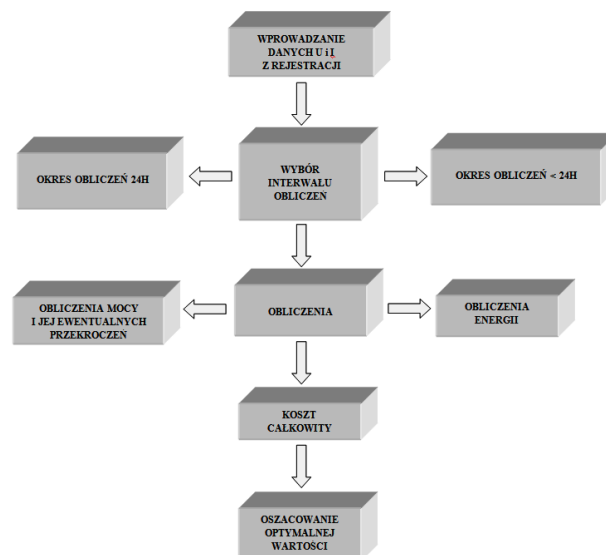 WPROWADZANIE
DANYCH U i I
Z REJESTRACJI
OKRES OBLICZEŃ 24H
WYBÓR
INTERWAŁU
OBLICZEŃ
OKRES OBLICZEŃ < 24H
OBLICZENIA MOCY
I JEJ EWENTUALNYCH
PRZEKROCZEŃ
OBLICZENIA
OBLICZENIA
ENERGII
KOSZT
CAŁKOWITY
OSZACOWANIE
OPTYMALNEJ
WARTOŚCI